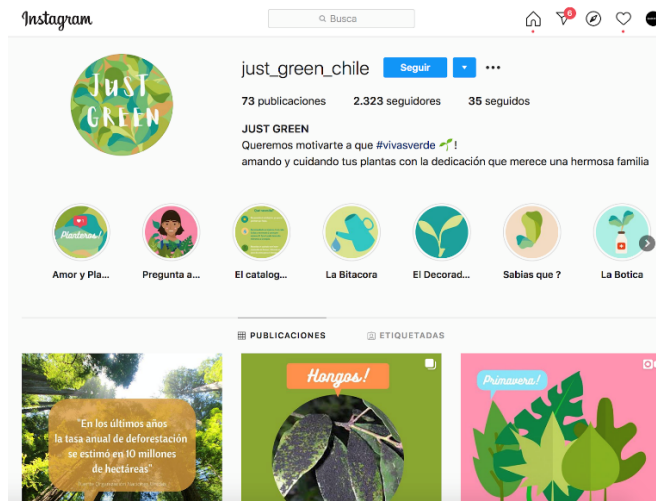 Instagram
Busca
6
JUST
GREEN
just_green_chile
Seguir
73 publicaciones 2.323 seguidores 35 seguidos
JUST GREEN
Queremos motivarte a que #vivasverde 🌱!
amando y cuidando tus plantas con la dedicación que merece una hermosa familia
Planteros!
Amor y Pla... Pregunta a... El catalog... La Bitacora El Decorad... Sabias que ? La Botica
PUBLICACIONES ETIQUETADAS
"En los últimos años
la tasa anual de deforestación
se estimó en 10 millones
de hectáreas"
Hongos!
Primavera!